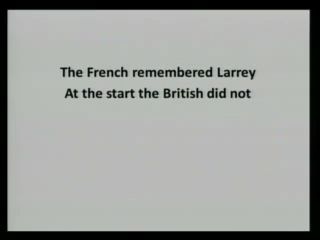 The French remembered Larrey
At the start the British did not